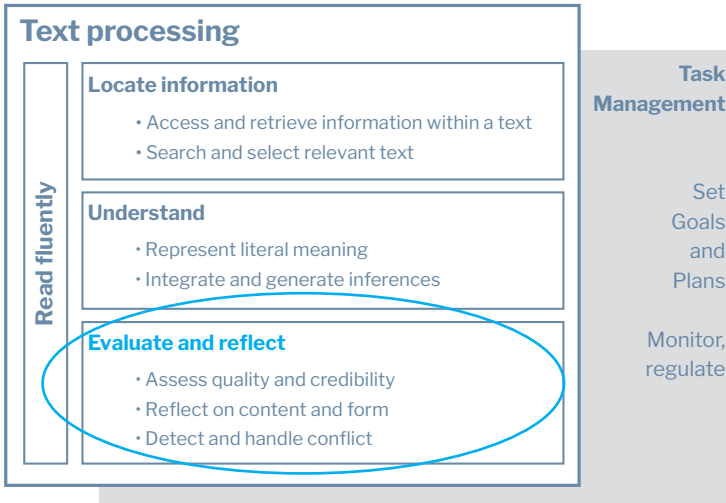 Text processing
Read fluently
Locate information
• Access and retrieve information within a text
• Search and select relevant text
Understand
• Represent literal meaning
• Integrate and generate inferences
Evaluate and reflect
• Assess quality and credibility
• Reflect on content and form
• Detect and handle conflict
Task
Management
Set
Goals
and
Plans
Monitor,
regulate